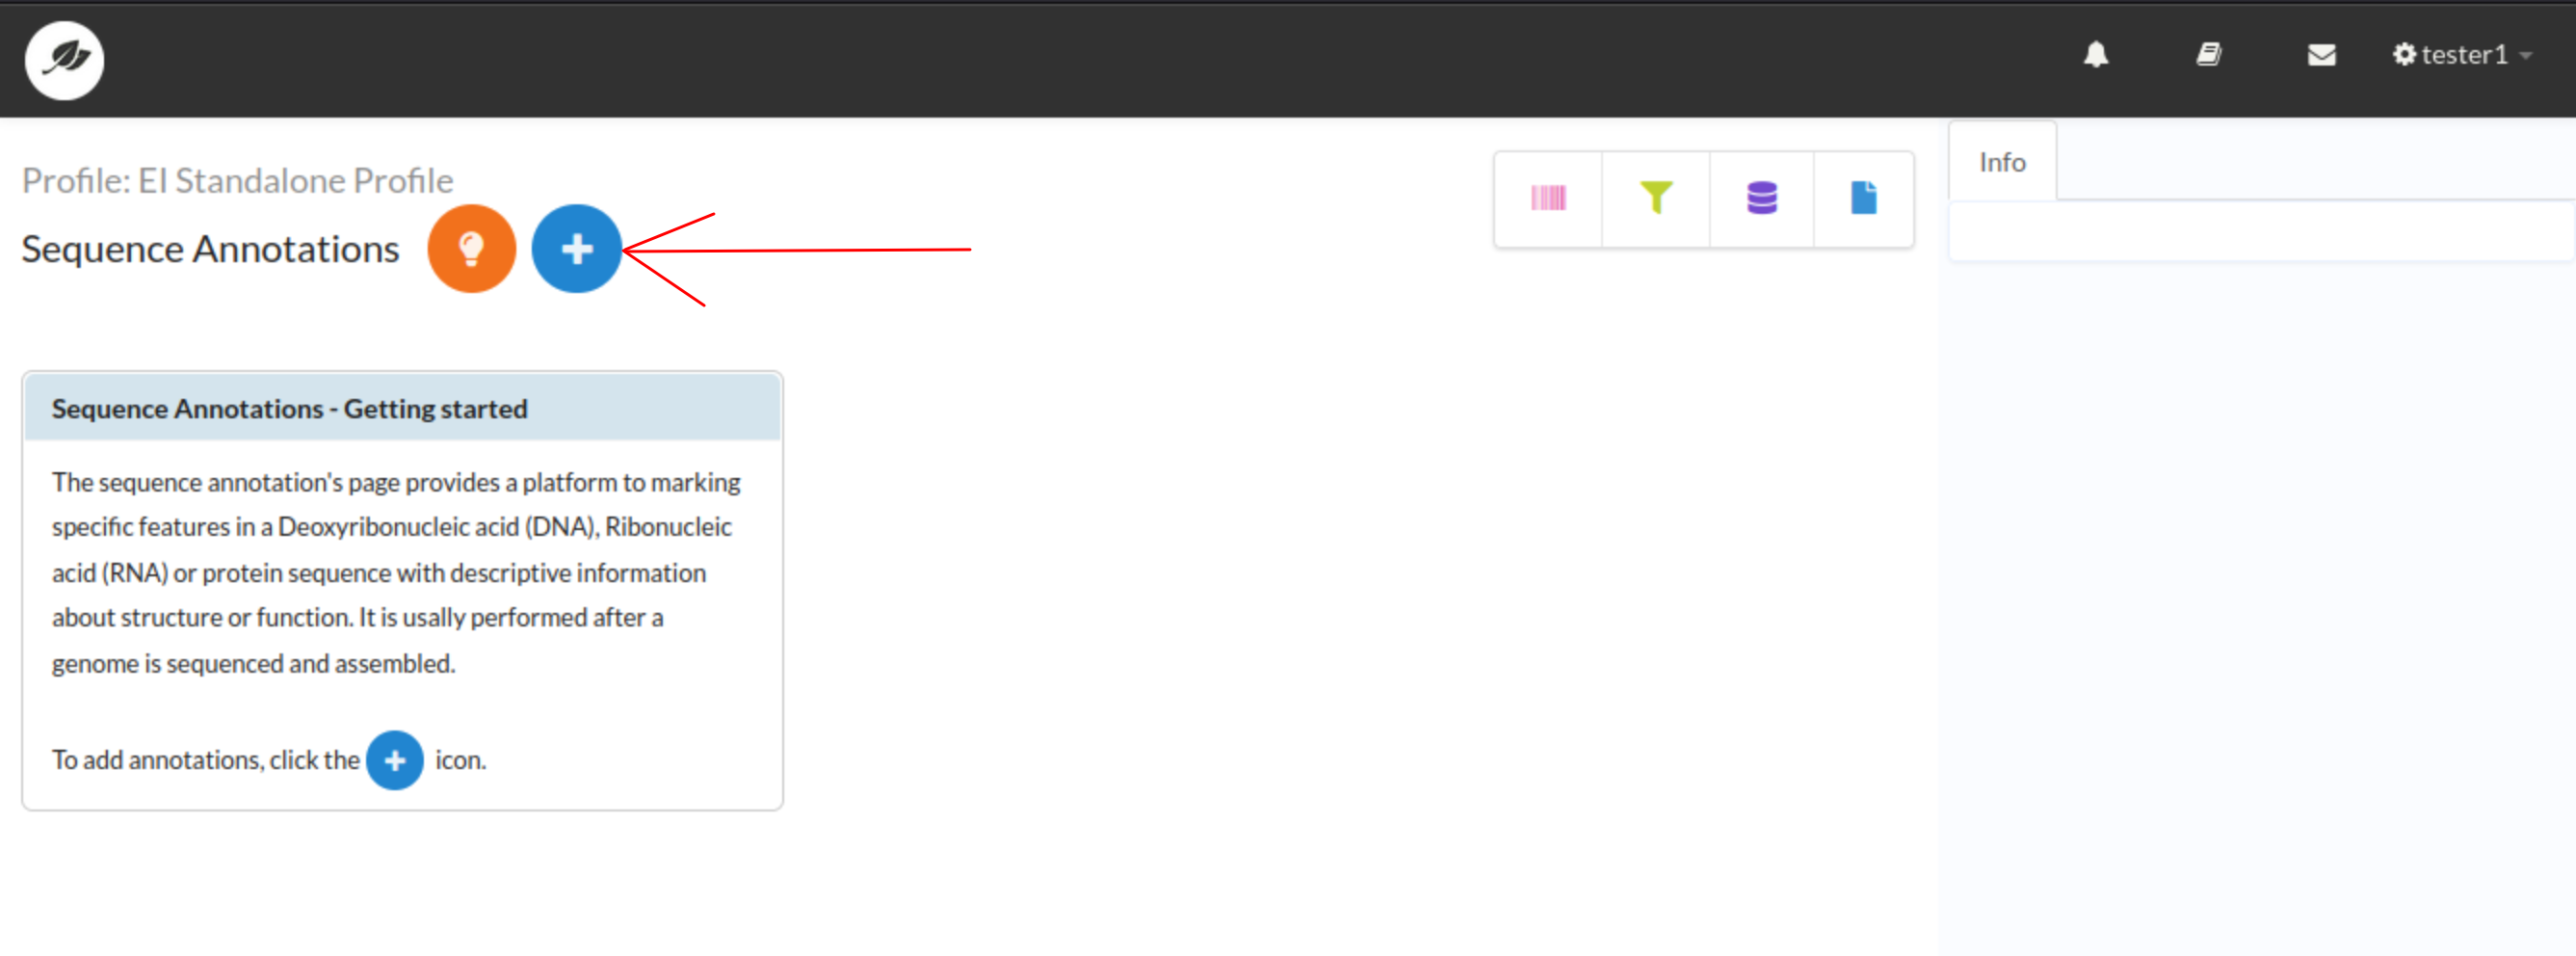 tester1
Profile: EI Standalone Profile
Sequence Annotations
Info
Sequence Annotations - Getting started
The sequence annotation's page provides a platform to marking
specific features in a Deoxyribonucleic acid (DNA), Ribonucleic
acid (RNA) or protein sequence with descriptive information
about structure or function. It is usally performed after a
genome is sequenced and assembled.
To add annotations, click the + icon.